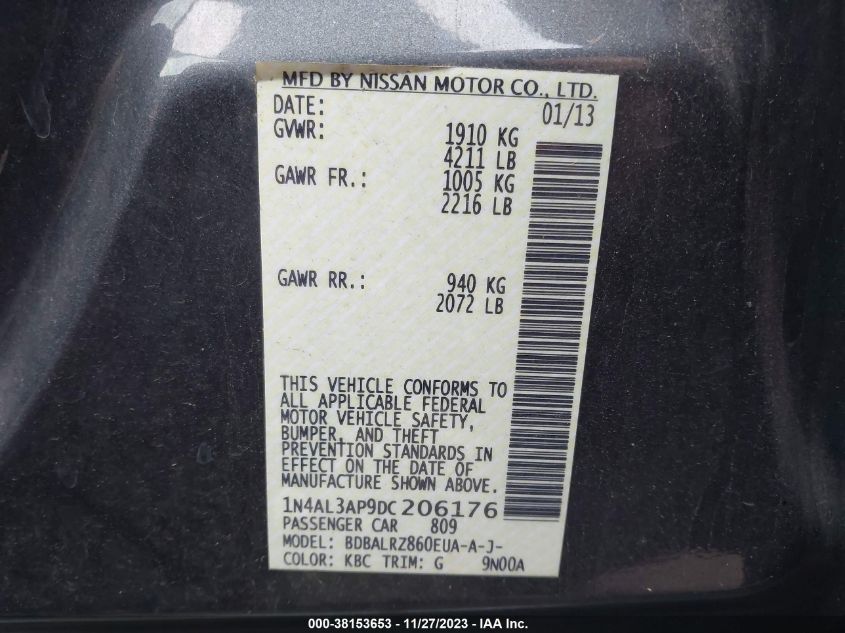 MFD BY NISSAN MOTOR CO., LTD.
DATE: 01/13
GVWR: 1910 KG
4211 LB
GAWR FR.: 1005 KG
2216 LB
GAWR RR.: 940 KG
2072 LB
THIS VEHICLE CONFORMS TO
ALL APPLICABLE FEDERAL
MOTOR VEHICLE SAFETY,
BUMPER, AND THEFT
PREVENTION STANDARDS IN
EFFECT ON THE DATE OF
MANUFACTURE SHOWN ABOVE.
1N4AL3AP9DC206176
PASSENGER CAR 809
MODEL: BDBALRZ860EUA-A-J-
COLOR: KBC TRIM: G 9N00A
000-38153653 - 11/27/2023 - IAA Inc.